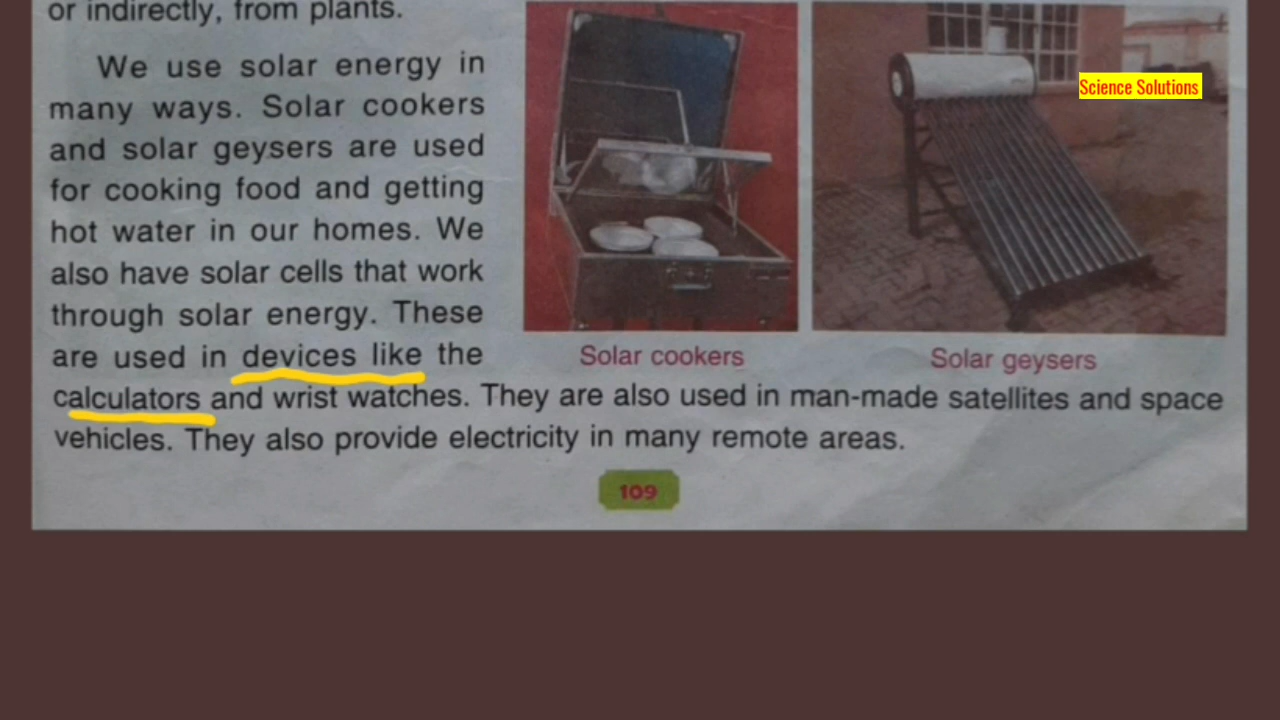 or indirectly, from plants.
We use solar energy in
many ways. Solar cookers
and solar geysers are used
for cooking food and getting
hot water in our homes. We
also have solar cells that work
through solar energy. These
are used in devices like the
calculators and wrist watches. They are also used in man-made satellites and space
vehicles. They also provide electricity in many remote areas.
Solar cookers
Solar geysers
Science Solutions
109